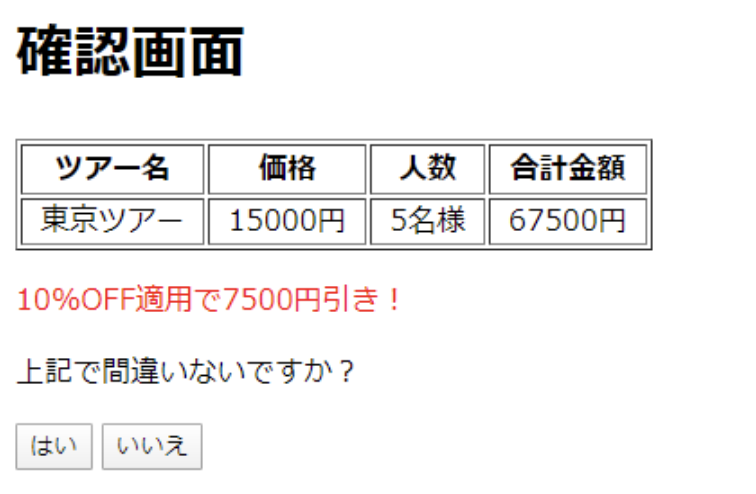 確認画面
ツアー名 価格 人数 合計金額
東京ツアー 15000円 5名様 67500円
10%OFF適用で7500円引き！
上記で間違いないですか？
はい いいえ